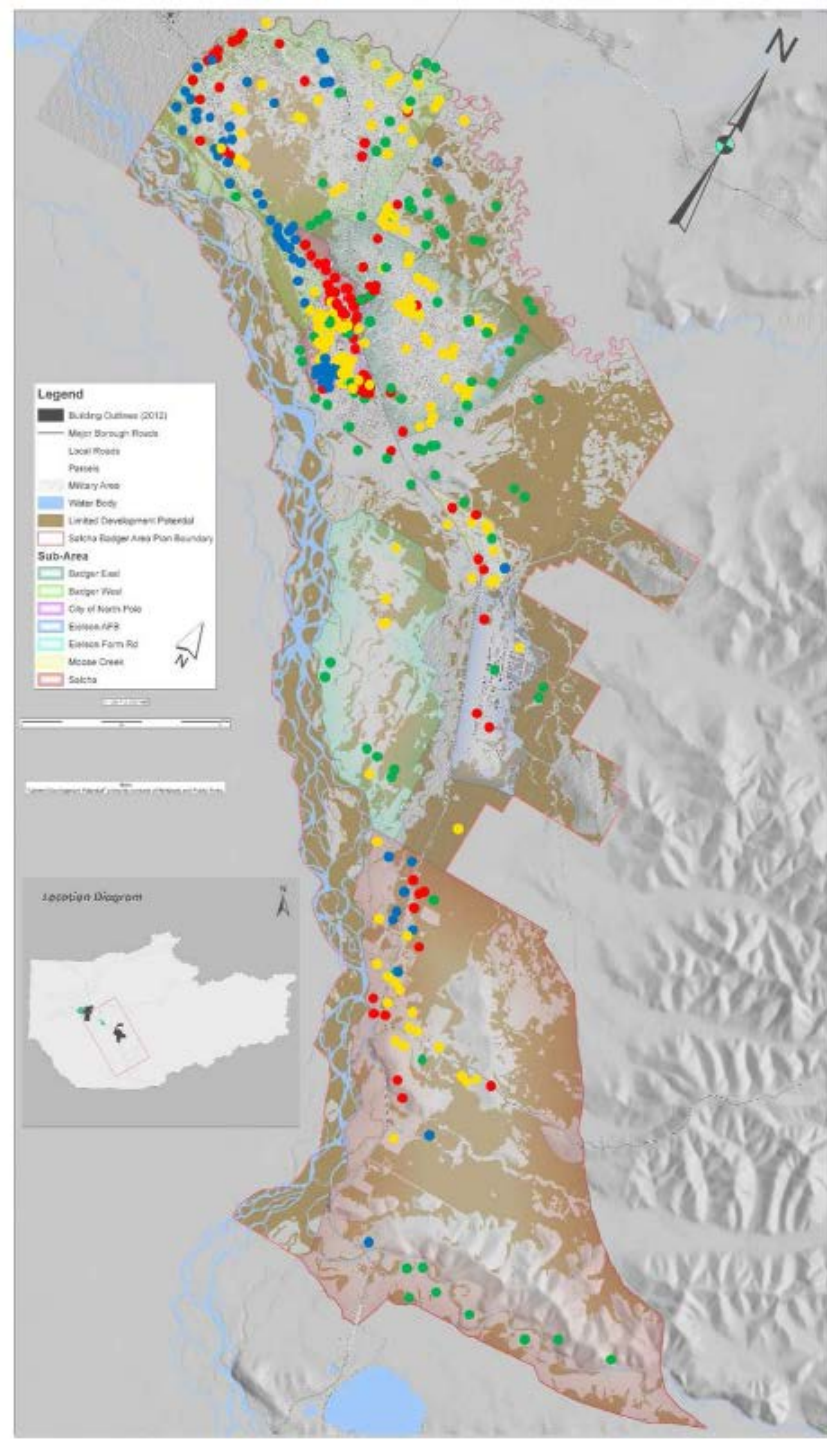 N
Legend
Building Outlines (2012)
Major Borough Roads
Local Roads
Parcels
Military Area
Water Body
Limited Development Potential
Salcha Badger Area Plan Boundary
Sub-Area
Badger East
Badger West
City of North Pole
Eielson AFB
Eielson Farm Rd
Moose Creek
Salcha
N
Location Diagram
N